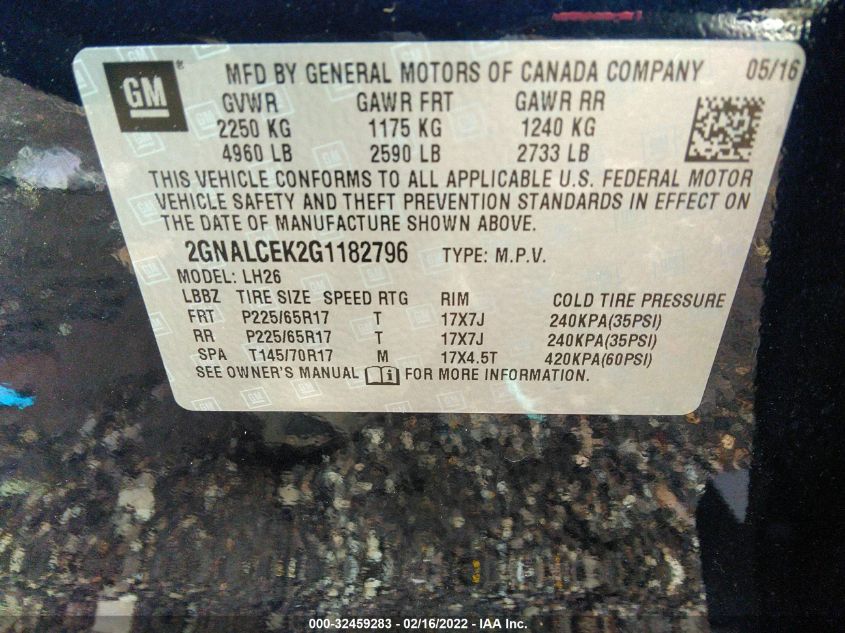 GM ® MFD BY GENERAL MOTORS OF CANADA COMPANY 05/16
GVWR GAWR FRT GAWR RR
2250 KG 1175 KG 1240 KG
4960 LB 2590 LB 2733 LB
THIS VEHICLE CONFORMS TO ALL APPLICABLE U.S. FEDERAL MOTOR
VEHICLE SAFETY AND THEFT PREVENTION STANDARDS IN EFFECT ON
THE DATE OF MANUFACTURE SHOWN ABOVE.
2GNALCEK2G1182796 TYPE: M.P.V.
MODEL: LH26
LBBZ TIRE SIZE SPEED RTG RIM COLD TIRE PRESSURE
FRT P225/65R17 T 17X7J 240KPA(35PSI)
RR P225/65R17 T 17X7J 240KPA(35PSI)
SPA T145/70R17 M 17X4.5T 420KPA(60PSI)
SEE OWNER'S MANUAL FOR MORE INFORMATION.
000-32459283 - 02/16/2022 - IAA Inc.